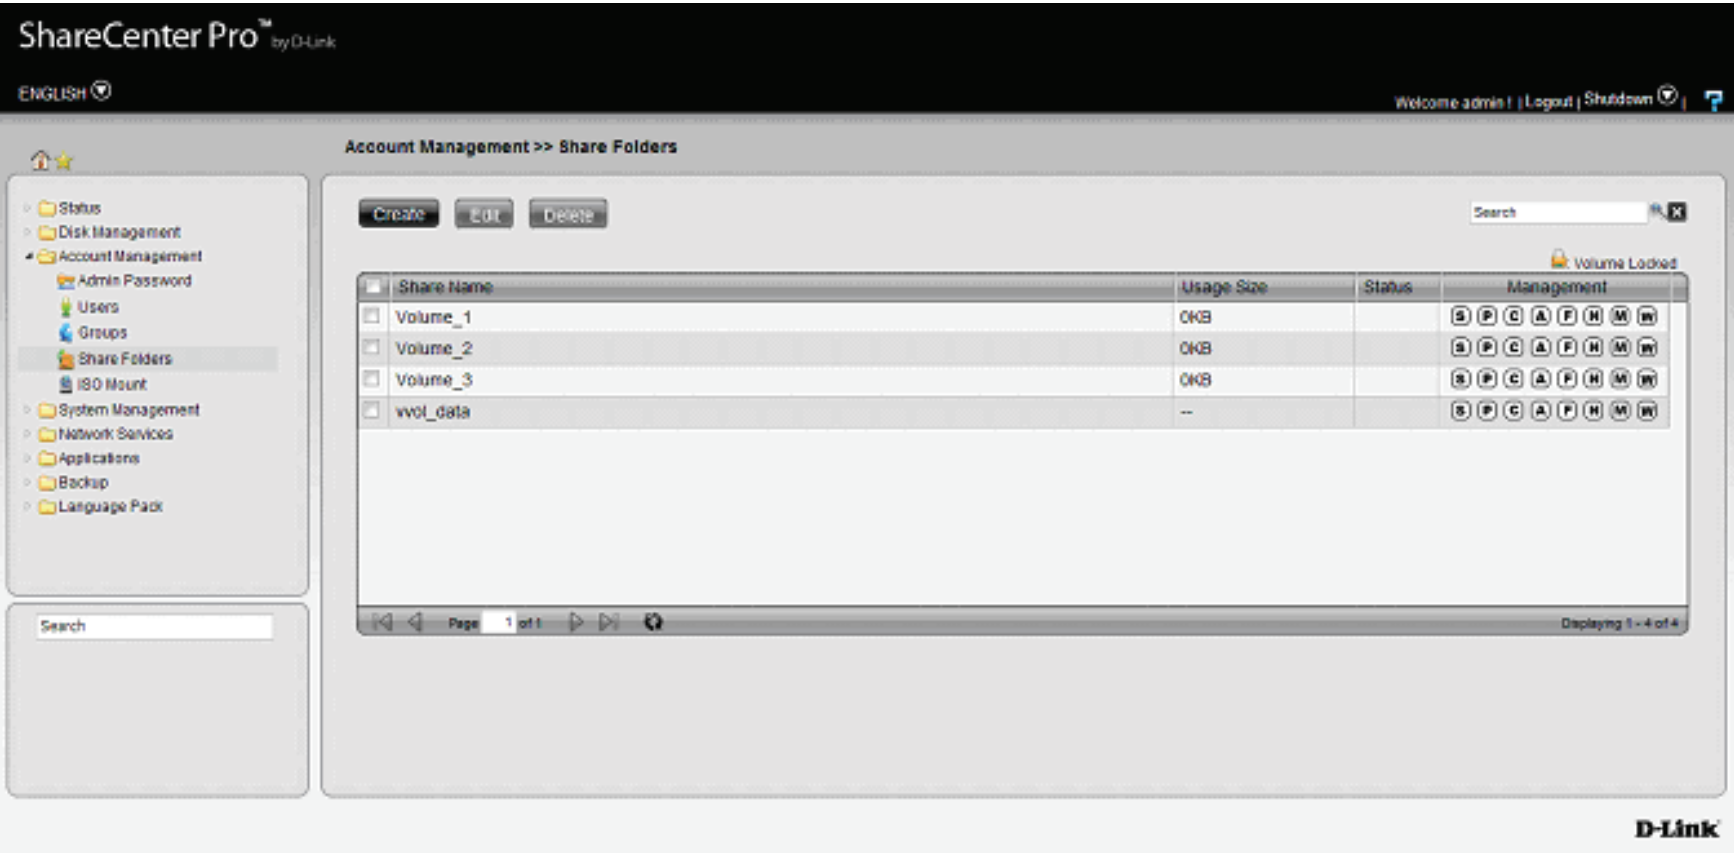 ShareCenter Pro™ by D-Link
ENGLISH
Welcome admin ! | Logout | Shutdown | ?
Account Management >> Share Folders
Status
Disk Management
Account Management
Admin Password
Users
Groups
Share Folders
ISO Mount
System Management
Network Services
Applications
Backup
Language Pack
Search
Create Edit Delete
Search
Volume Locked
Share Name Usage Size Status Management
Volume_1 0KB S P C A F N M W
Volume_2 0KB S P C A F N M W
Volume_3 0KB S P C A F N M W
vvol_data -- S P C A F N M W
Page 1 of 1
Displaying 1 - 4 of 4
D-Link